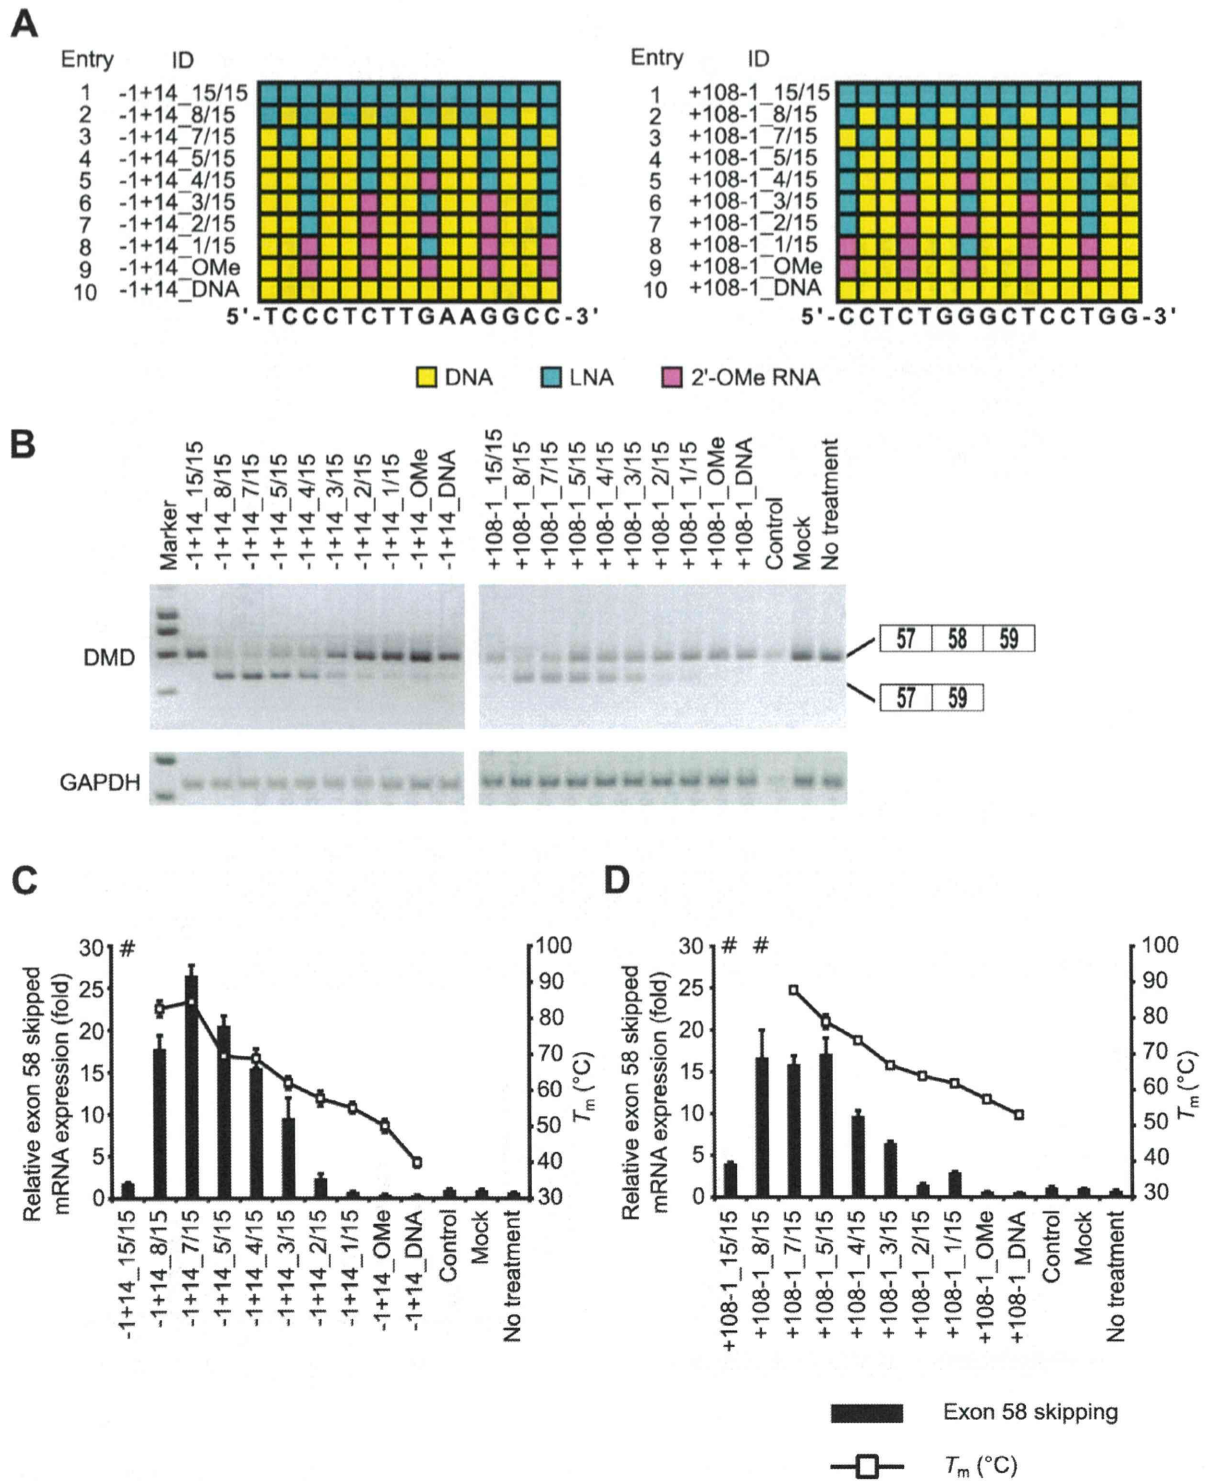 A
Entry ID
1 -1+14_15/15
2 -1+14_8/15
3 -1+14_7/15
4 -1+14_5/15
5 -1+14_4/15
6 -1+14_3/15
7 -1+14_2/15
8 -1+14_1/15
9 -1+14_OMe
10 -1+14_DNA
5'-TCCCTCTTGAAGGCC-3'
Entry ID
1 +108-1_15/15
2 +108-1_8/15
3 +108-1_7/15
4 +108-1_5/15
5 +108-1_4/15
6 +108-1_3/15
7 +108-1_2/15
8 +108-1_1/15
9 +108-1_OMe
10 +108-1_DNA
5'-CCTCTGGGCTCCTGG-3'
DNA LNA 2'-OMe RNA
B
Marker
-1+14_15/15
-1+14_8/15
-1+14_7/15
-1+14_5/15
-1+14_4/15
-1+14_3/15
-1+14_2/15
-1+14_1/15
-1+14_OMe
-1+14_DNA
+108-1_15/15
+108-1_8/15
+108-1_7/15
+108-1_5/15
+108-1_4/15
+108-1_3/15
+108-1_2/15
+108-1_1/15
+108-1_OMe
+108-1_DNA
Control
Mock
No treatment
DMD
57 58 59
57 59
GAPDH
C
Relative exon 58 skipped
mRNA expression (fold)
30
25
20
15
10
5
0
#
100
90
80
70
60
50
40
30
Tm (°C)
-1+14_15/15
-1+14_8/15
-1+14_7/15
-1+14_5/15
-1+14_4/15
-1+14_3/15
-1+14_2/15
-1+14_1/15
-1+14_OMe
-1+14_DNA
Control
Mock
No treatment
D
Relative exon 58 skipped
mRNA expression (fold)
30
25
20
15
10
5
0
# #
100
90
80
70
60
50
40
30
Tm (°C)
+108-1_15/15
+108-1_8/15
+108-1_7/15
+108-1_5/15
+108-1_4/15
+108-1_3/15
+108-1_2/15
+108-1_1/15
+108-1_OMe
+108-1_DNA
Control
Mock
No treatment
Exon 58 skipping
Tm (°C)